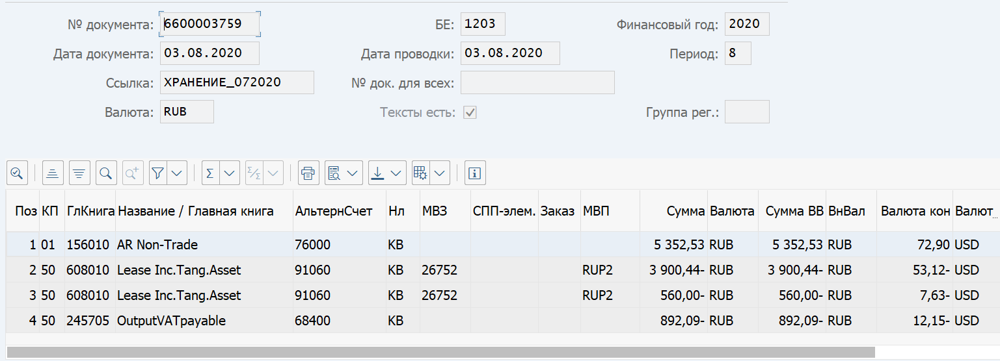 № документа: 6600003759 БЕ: 1203 Финансовый год: 2020
Дата документа: 03.08.2020 Дата проводки: 03.08.2020 Период: 8
Ссылка: ХРАНЕНИЕ_072020 № док. для всех:
Валюта: RUB Тексты есть: Группа рег.:
Поз КП ГлКнига Название / Главная книга АльтернСчет Нл МВЗ СПП-элем. Заказ МВП Сумма Валюта Сумма ВВ ВнВал Валюта кон Валют...
1 01 156010 AR Non-Trade 76000 KB 5 352,53 RUB 5 352,53 RUB 72,90 USD
2 50 608010 Lease Inc.Tang.Asset 91060 KB 26752 RUP2 3 900,44- RUB 3 900,44- RUB 53,12- USD
3 50 608010 Lease Inc.Tang.Asset 91060 KB 26752 RUP2 560,00- RUB 560,00- RUB 7,63- USD
4 50 245705 OutputVATpayable 68400 KB 892,09- RUB 892,09- RUB 12,15- USD